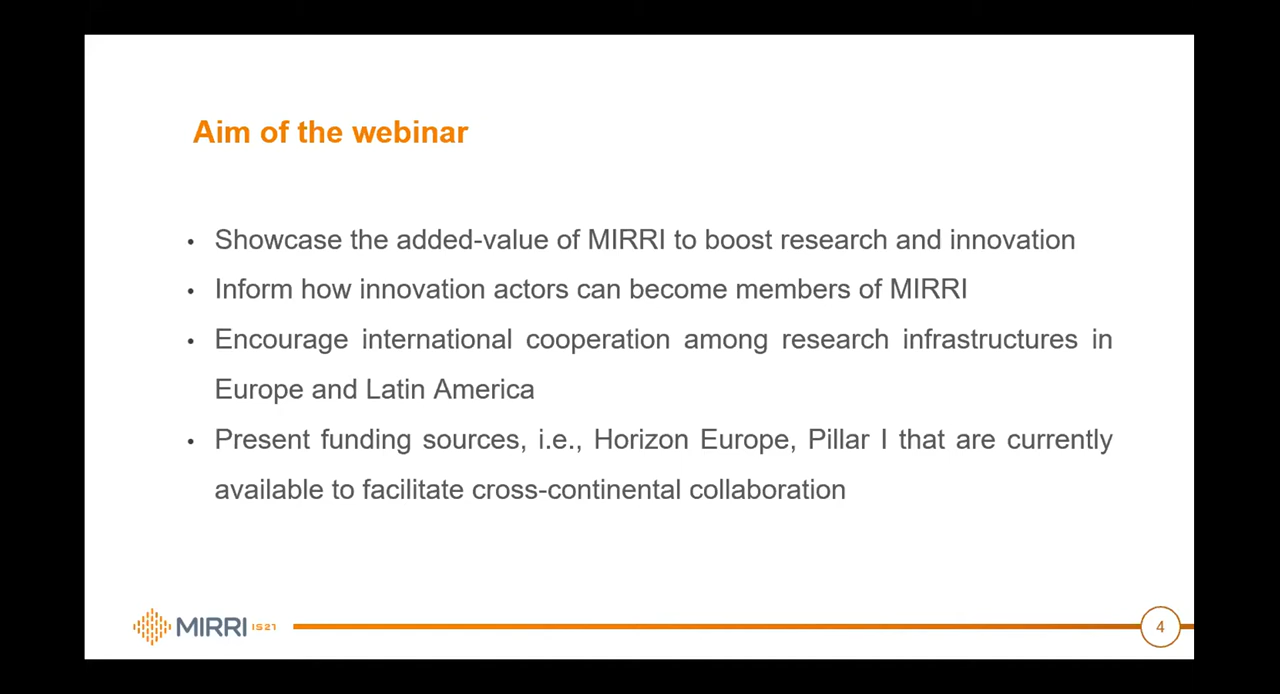 Aim of the webinar
• Showcase the added-value of MIRRI to boost research and innovation
• Inform how innovation actors can become members of MIRRI
• Encourage international cooperation among research infrastructures in
Europe and Latin America
• Present funding sources, i.e., Horizon Europe, Pillar I that are currently
available to facilitate cross-continental collaboration
MIRRI IS21
4